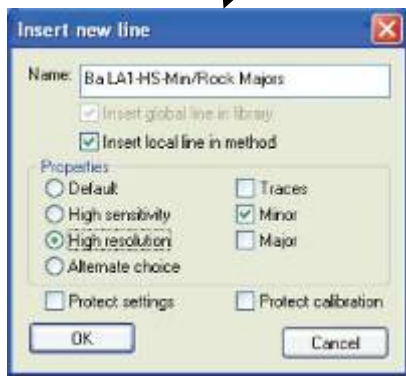 Insert new line
Name: Ba LA1-HS-Min/Rock Majors
Insert global line in library
Insert local line in method
Properties
Default Traces
High sensitivity Minor
High resolution Major
Alternate choice
Protect settings Protect calibration
OK Cancel